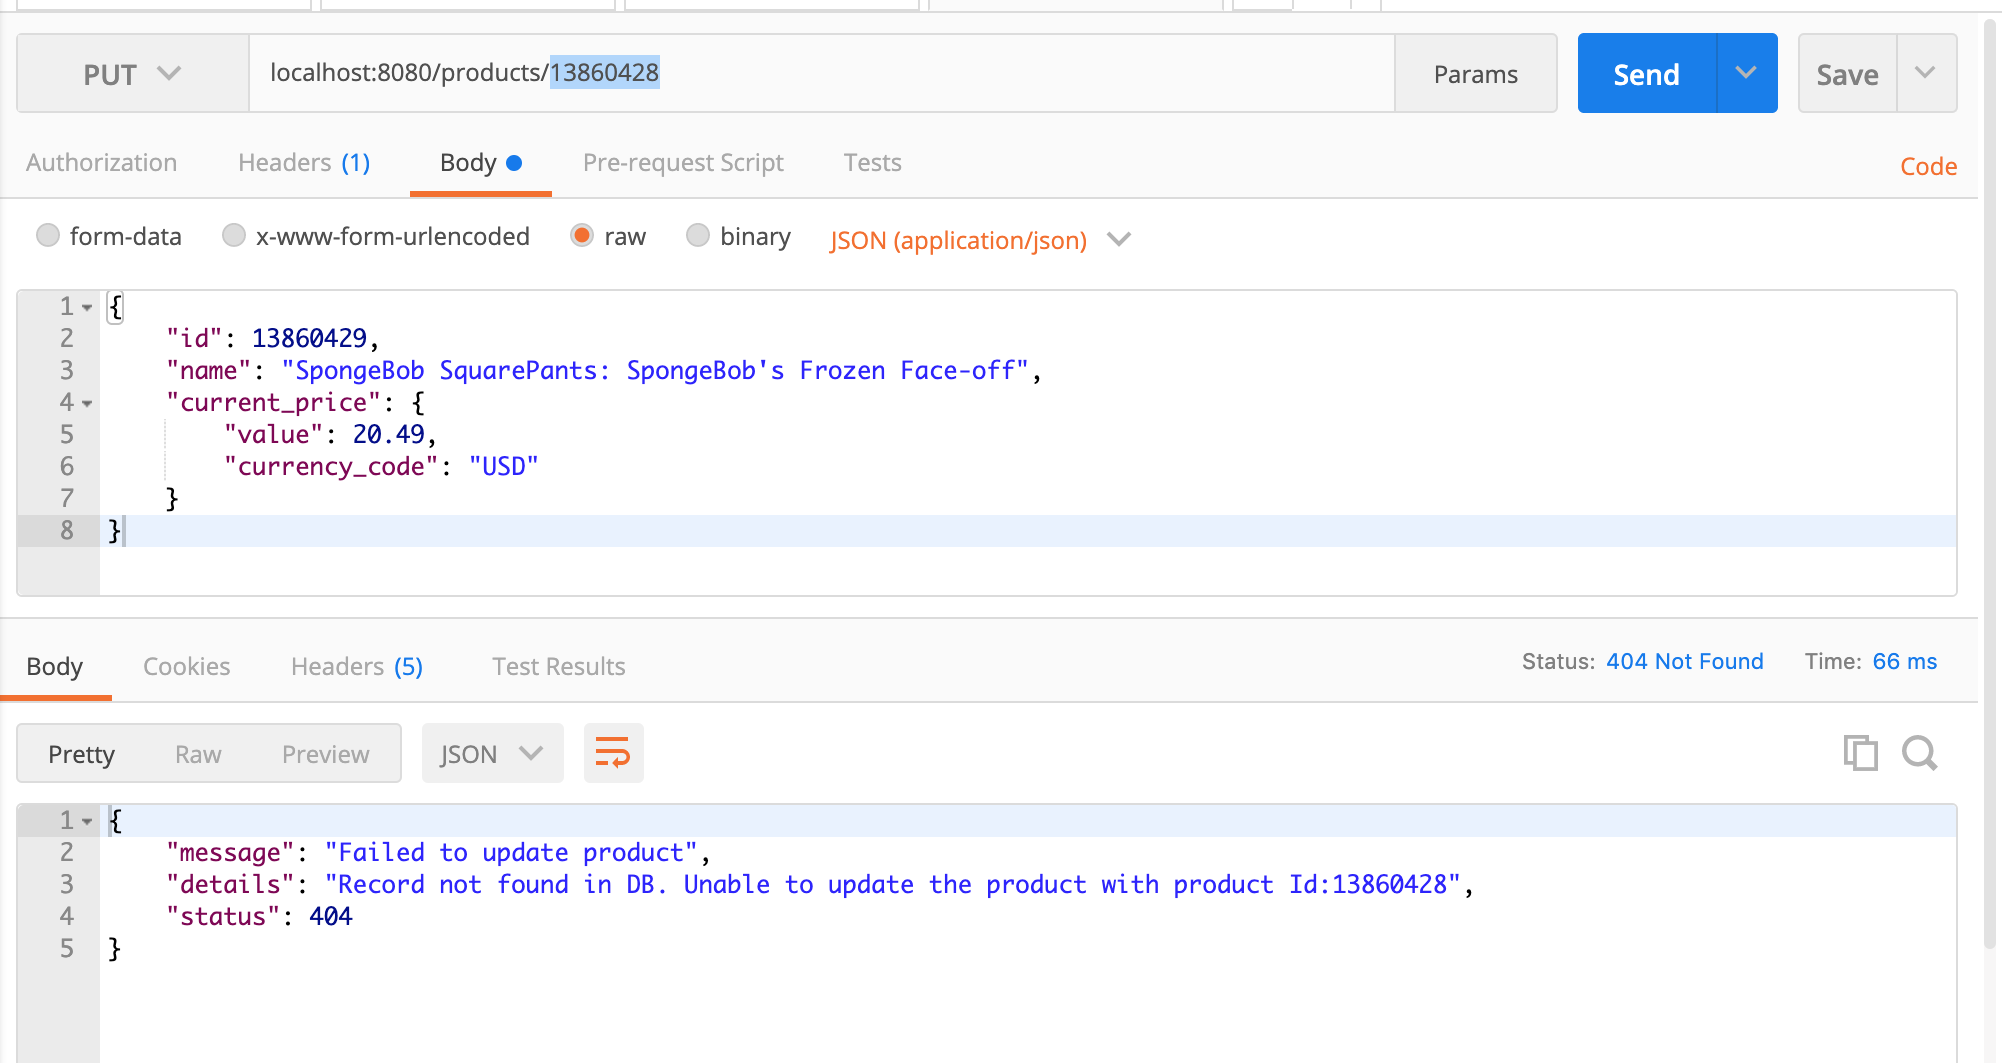 PUT localhost:8080/products/13860428 Params Send Save
Authorization Headers (1) Body Pre-request Script Tests Code
form-data x-www-form-urlencoded raw binary JSON (application/json)
1 {
2 "id": 13860429,
3 "name": "SpongeBob SquarePants: SpongeBob's Frozen Face-off",
4 "current_price": {
5 "value": 20.49,
6 "currency_code": "USD"
7 }
8 }
Body Cookies Headers (5) Test Results Status: 404 Not Found Time: 66 ms
Pretty Raw Preview JSON
1 {
2 "message": "Failed to update product",
3 "details": "Record not found in DB. Unable to update the product with product Id:13860428",
4 "status": 404
5 }